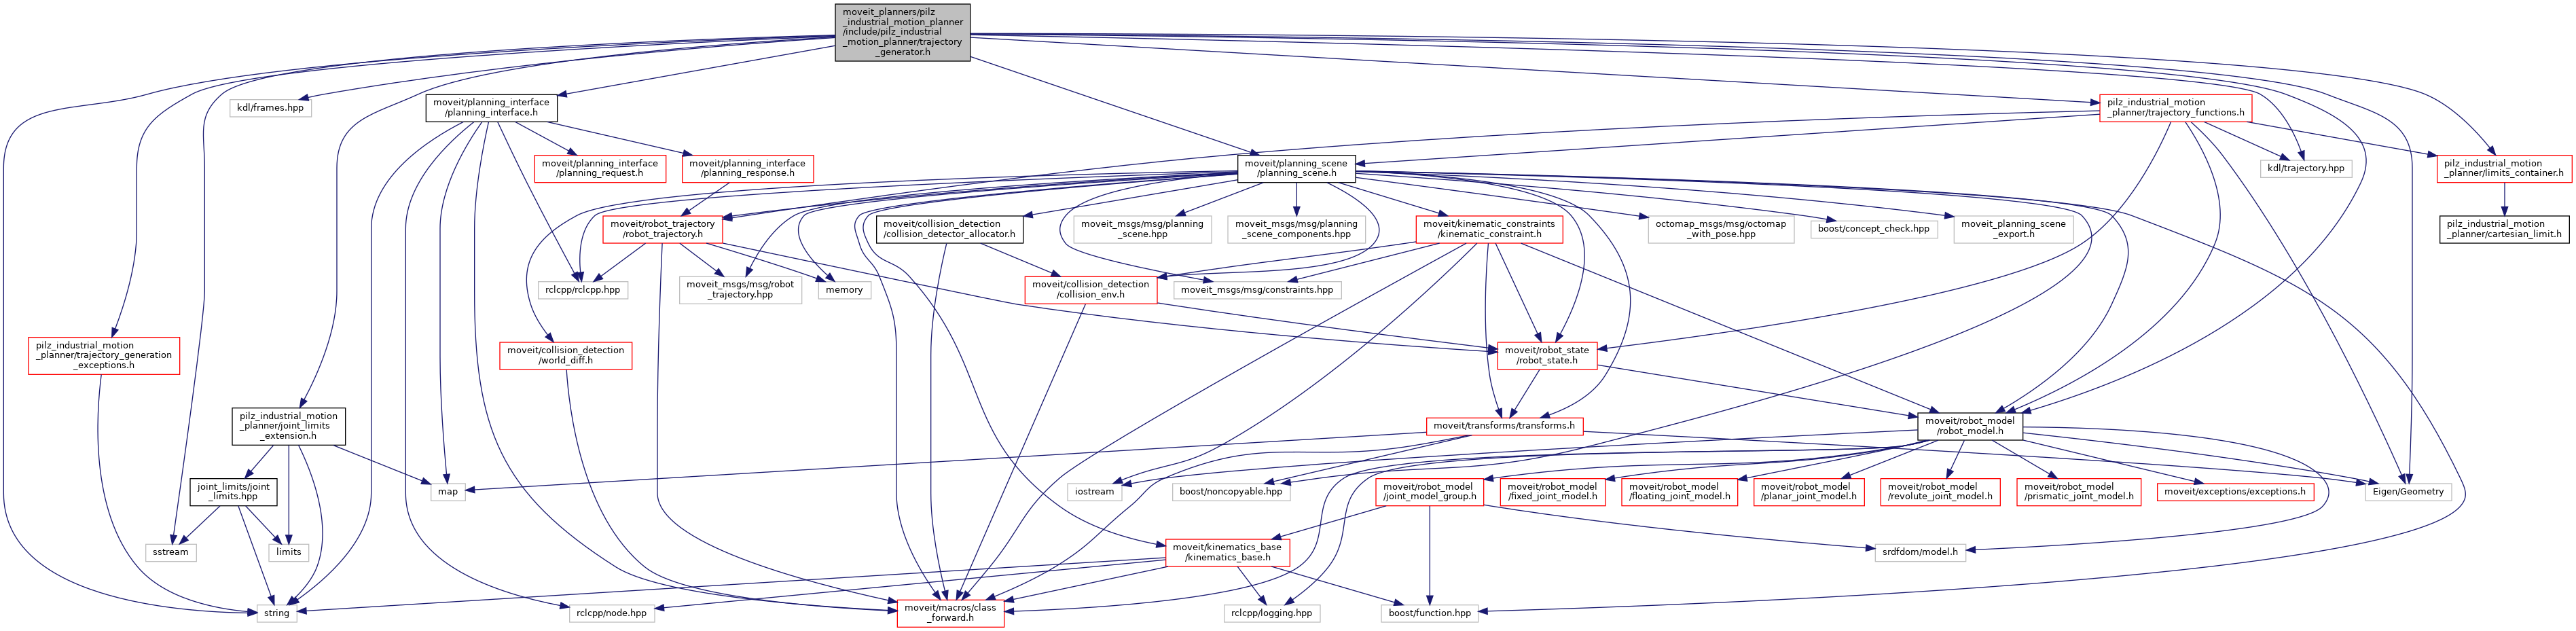 moveit_planners/pilz
_industrial_motion_planner
/include/pilz_industrial
_motion_planner/trajectory
_generator.h
kdl/frames.hpp
moveit/planning_interface
/planning_interface.h
pilz_industrial_motion
_planner/trajectory_functions.h
moveit/planning_interface
/planning_request.h
moveit/planning_interface
/planning_response.h
moveit/planning_scene
/planning_scene.h
kdl/trajectory.hpp
pilz_industrial_motion
_planner/limits_container.h
moveit/robot_trajectory
/robot_trajectory.h
moveit/collision_detection
/collision_detector_allocator.h
moveit_msgs/msg/planning
_scene.hpp
moveit_msgs/msg/planning
_scene_components.hpp
moveit/kinematic_constraints
/kinematic_constraint.h
octomap_msgs/msg/octomap
_with_pose.hpp
boost/concept_check.hpp
moveit_planning_scene
_export.h
pilz_industrial_motion
_planner/cartesian_limit.h
rclcpp/rclcpp.hpp
moveit_msgs/msg/robot
_trajectory.hpp
memory
moveit/collision_detection
/collision_env.h
moveit_msgs/msg/constraints.hpp
pilz_industrial_motion
_planner/trajectory_generation
_exceptions.h
moveit/collision_detection
/world_diff.h
moveit/robot_state
/robot_state.h
pilz_industrial_motion
_planner/joint_limits
_extension.h
moveit/transforms/transforms.h
moveit/robot_model
/robot_model.h
joint_limits/joint
_limits.hpp
map
iostream
boost/noncopyable.hpp
moveit/robot_model
/joint_model_group.h
moveit/robot_model
/fixed_joint_model.h
moveit/robot_model
/floating_joint_model.h
moveit/robot_model
/planar_joint_model.h
moveit/robot_model
/revolute_joint_model.h
moveit/robot_model
/prismatic_joint_model.h
moveit/exceptions/exceptions.h
Eigen/Geometry
sstream
limits
moveit/kinematics_base
/kinematics_base.h
srdfdom/model.h
string
rclcpp/node.hpp
moveit/macros/class
_forward.h
rclcpp/logging.hpp
boost/function.hpp